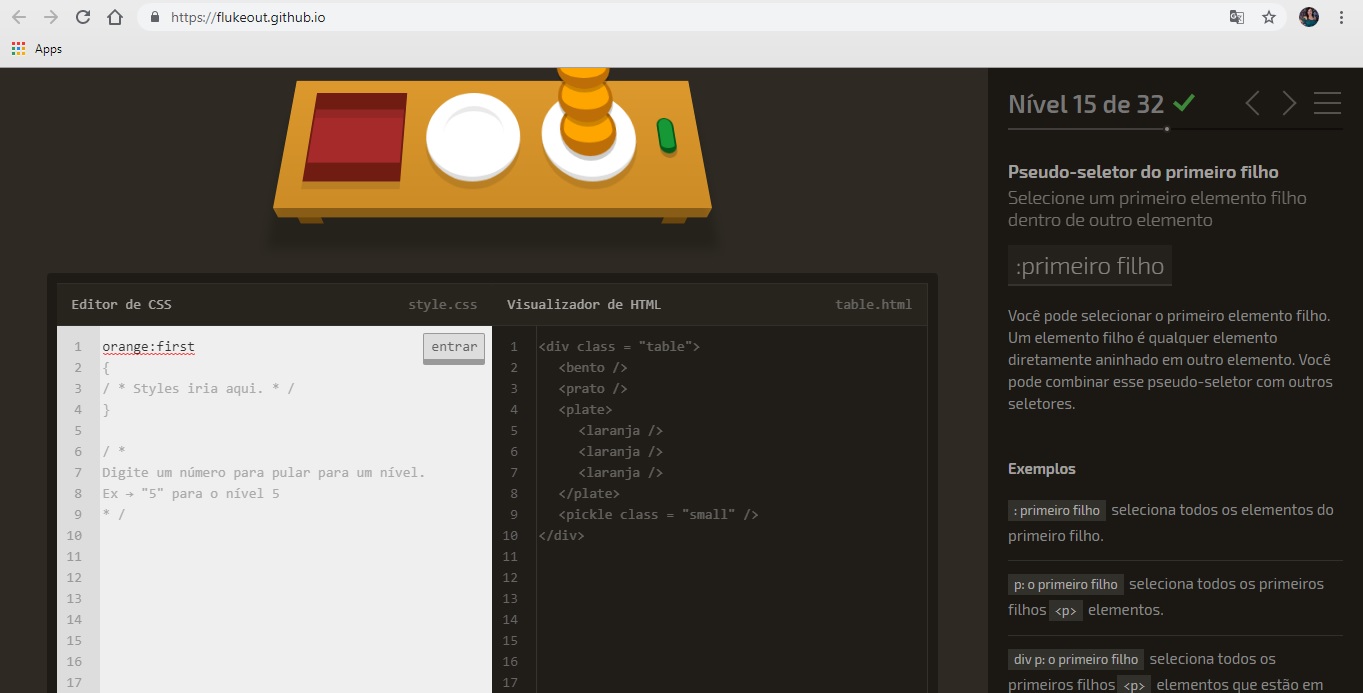 https://flukeout.github.io
Apps
Nível 15 de 32
Pseudo-seletor do primeiro filho
Selecione um primeiro elemento filho
dentro de outro elemento
:primeiro filho
Você pode selecionar o primeiro elemento filho.
Um elemento filho é qualquer elemento
diretamente aninhado em outro elemento. Você
pode combinar esse pseudo-seletor com outros
seletores.
Exemplos
: primeiro filho seleciona todos os elementos do
primeiro filho.
p: o primeiro filho seleciona todos os primeiros
filhos <p> elementos.
div p: o primeiro filho seleciona todos os
primeiros filhos <p> elementos que estão em
Editor de CSS style.css
1 orange:first entrar
2 {
3 / * Styles iria aqui. * /
4 }
5
6 / *
7 Digite um número para pular para um nível.
8 Ex → "5" para o nível 5
9 * /
10
11
12
13
14
15
16
17
Visualizador de HTML table.html
1 <div class = "table">
2 <bento />
3 <prato />
4 <plate>
5 <laranja />
6 <laranja />
7 <laranja />
8 </plate>
9 <pickle class = "small" />
10 </div>
11
12
13
14
15
16
17